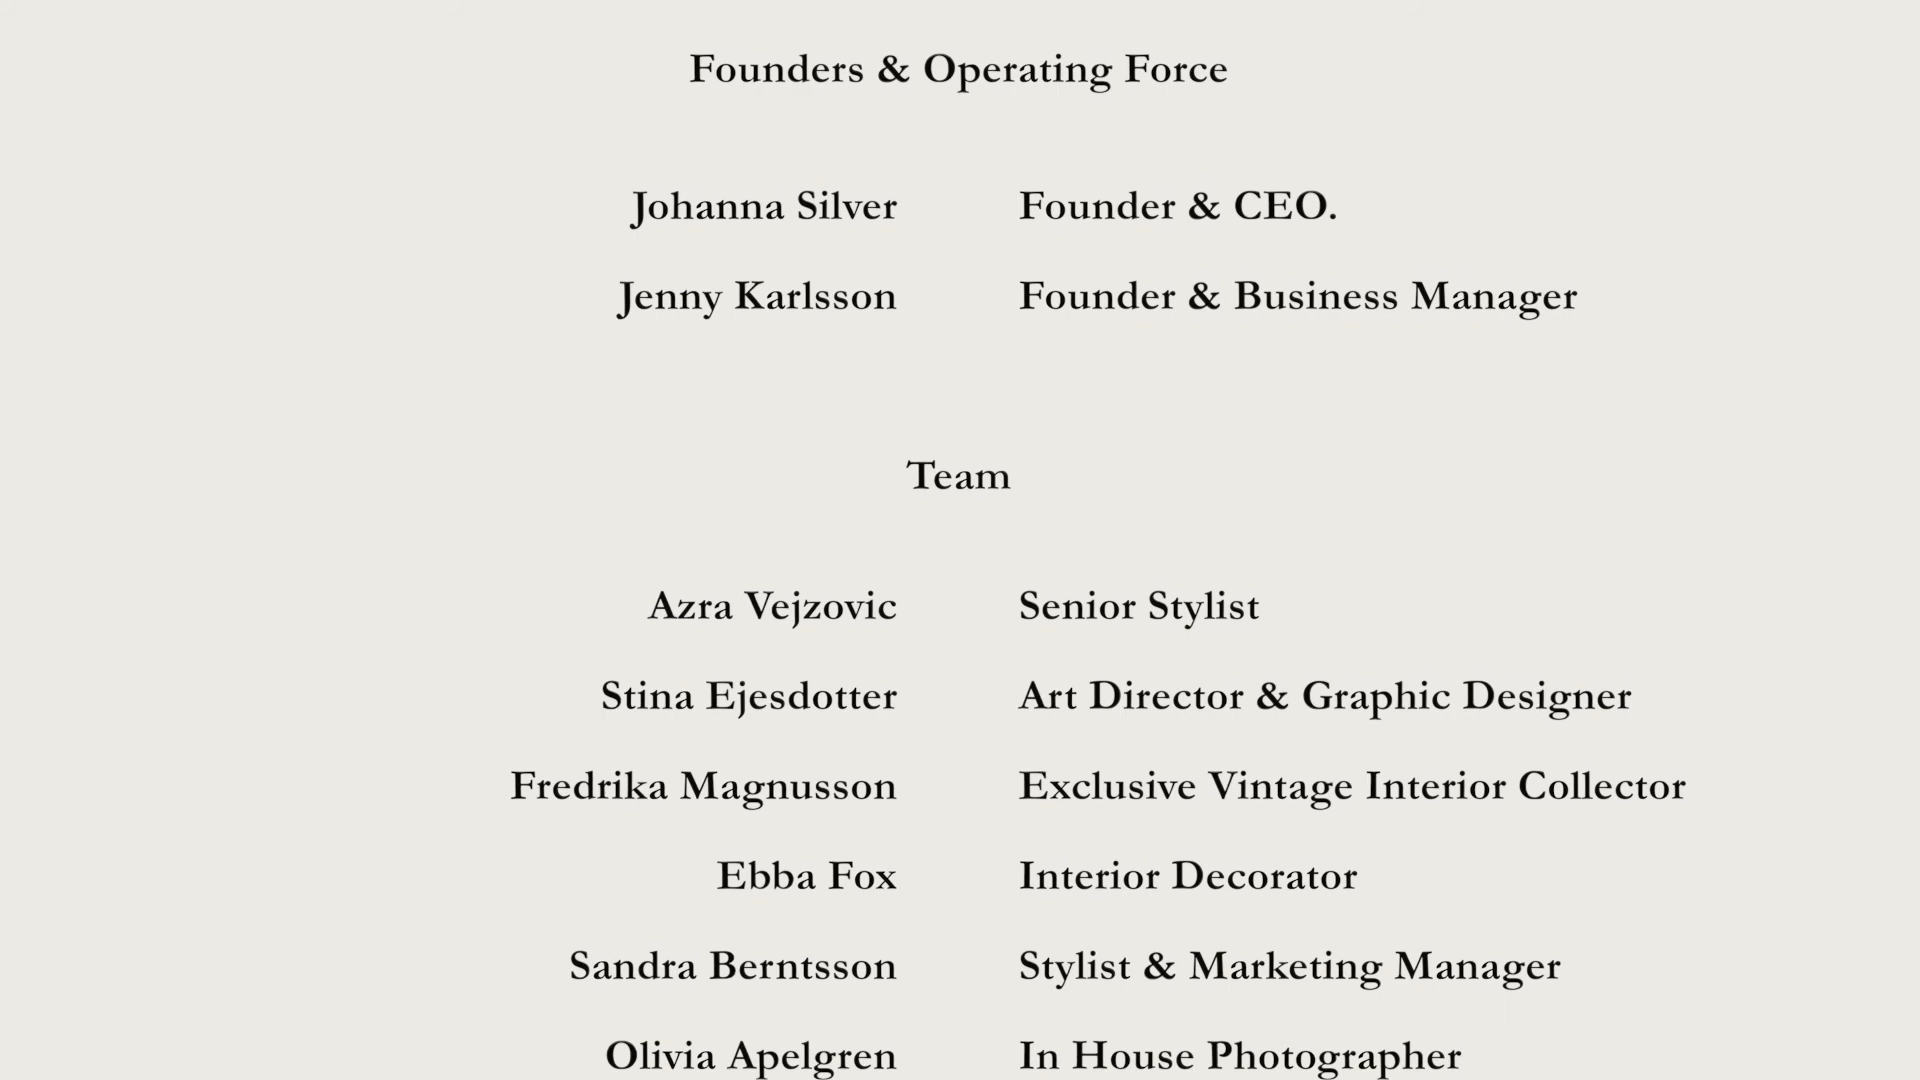 Founders & Operating Force
Johanna Silver Founder & CEO.
Jenny Karlsson Founder & Business Manager
Team
Azra Vejzovic Senior Stylist
Stina Ejesdotter Art Director & Graphic Designer
Fredrika Magnusson Exclusive Vintage Interior Collector
Ebba Fox Interior Decorator
Sandra Berntsson Stylist & Marketing Manager
Olivia Apelgren In House Photographer